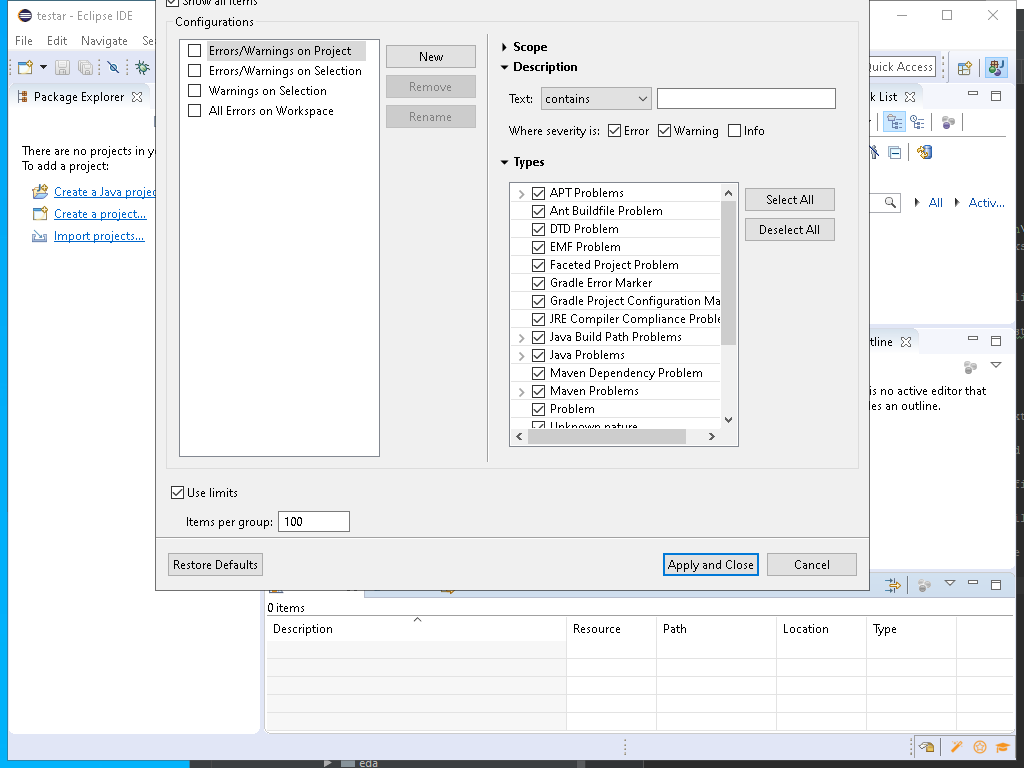 testar - Eclipse IDE
Show all items
File Edit Navigate Se
Quick Access
Package Explorer
k List
There are no projects in y
To add a project:
Create a Java projec
Create a project...
Import projects...
All Activ...
tline
is no active editor that
es an outline.
Configurations
Errors/Warnings on Project
Errors/Warnings on Selection
Warnings on Selection
All Errors on Workspace
New
Remove
Rename
Scope
Description
Text: contains
Where severity is: Error Warning Info
Types
APT Problems
Ant Buildfile Problem
DTD Problem
EMF Problem
Faceted Project Problem
Gradle Error Marker
Gradle Project Configuration Ma
JRE Compiler Compliance Proble
Java Build Path Problems
Java Problems
Maven Dependency Problem
Maven Problems
Problem
Unknown nature
Select All
Deselect All
Use limits
Items per group: 100
Restore Defaults
Apply and Close
Cancel
0 items
Description Resource Path Location Type
eda